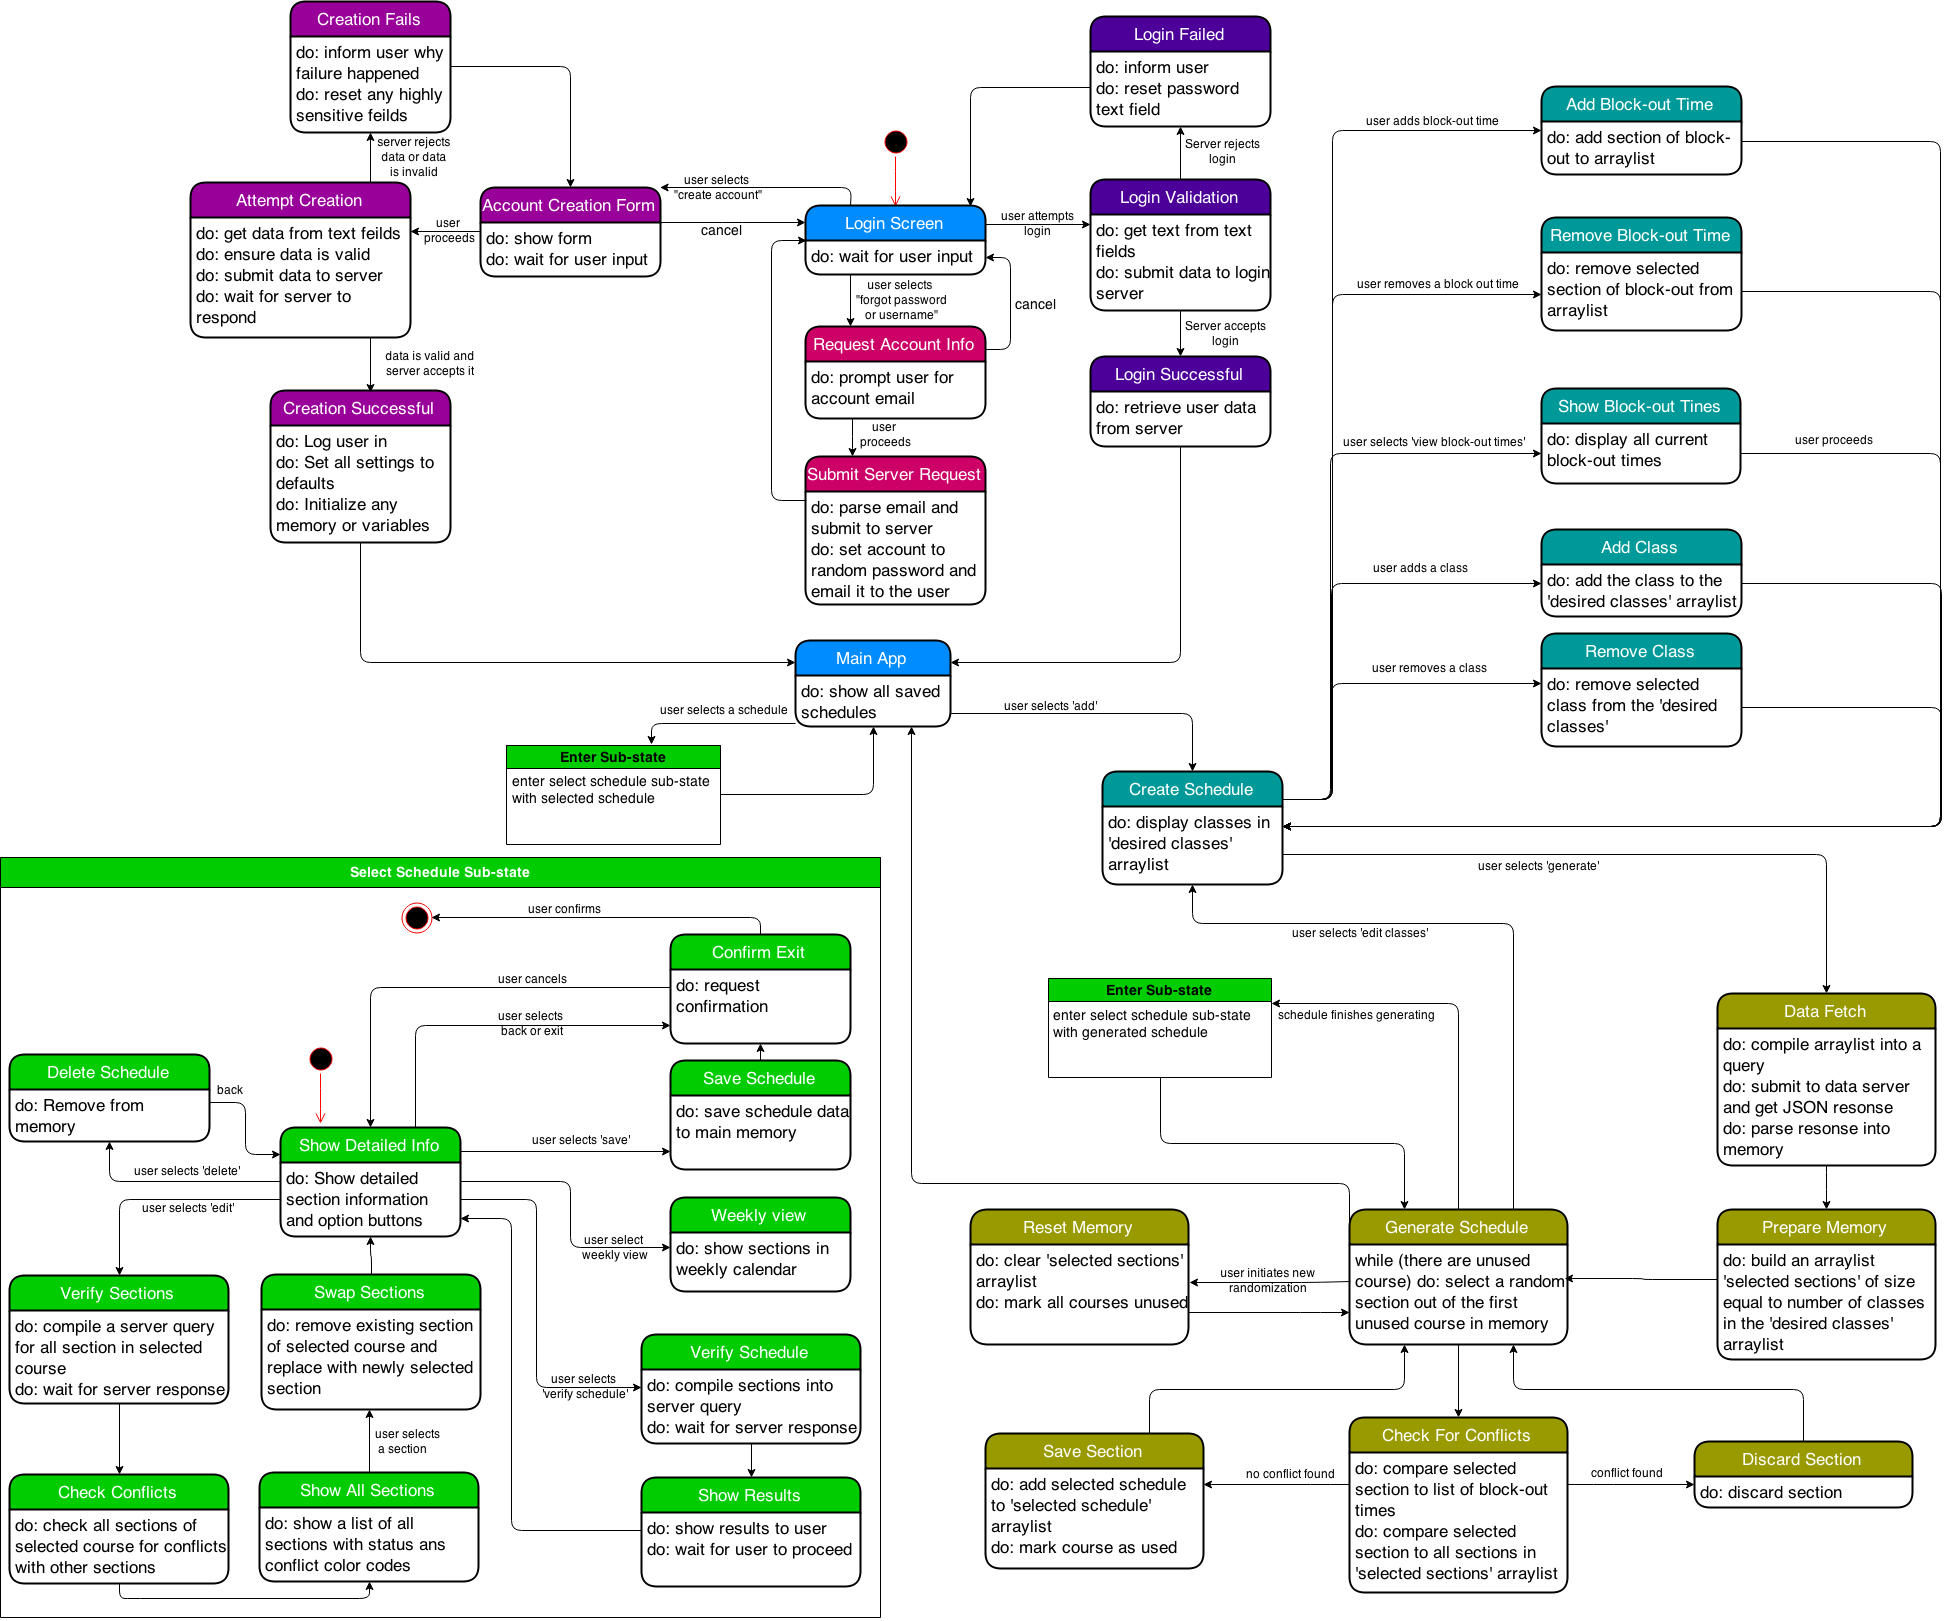 Creation Fails
do: inform user why
failure happened
do: reset any highly
sensitive feilds
server rejects
data or data
is invalid
Attempt Creation
do: get data from text feilds
do: ensure data is valid
do: submit data to server
do: wait for server to
respond
user
proceeds
Account Creation Form
do: show form
do: wait for user input
user selects
"create account"
cancel
data is valid and
server accepts it
Creation Successful
do: Log user in
do: Set all settings to
defaults
do: Initialize any
memory or variables
Login Screen
do: wait for user input
user selects
"forgot password
or username"
cancel
Request Account Info
do: prompt user for
account email
user
proceeds
Submit Server Request
do: parse email and
submit to server
do: set account to
random password and
email it to the user
Login Failed
do: inform user
do: reset password
text field
Server rejects
login
user attempts
login
Login Validation
do: get text from text
fields
do: submit data to login
server
Server accepts
login
Login Successful
do: retrieve user data
from server
user adds block-out time
Add Block-out Time
do: add section of block-
out to arraylist
user removes a block out time
Remove Block-out Time
do: remove selected
section of block-out from
arraylist
user selects 'view block-out times'
Show Block-out Tines
do: display all current
block-out times
user proceeds
user adds a class
Add Class
do: add the class to the
'desired classes' arraylist
user removes a class
Remove Class
do: remove selected
class from the 'desired
classes'
Main App
do: show all saved
schedules
user selects a schedule
user selects 'add'
Enter Sub-state
enter select schedule sub-state
with selected schedule
Create Schedule
do: display classes in
'desired classes'
arraylist
user selects 'generate'
user selects 'edit classes'
Select Schedule Sub-state
user confirms
Confirm Exit
do: request
confirmation
user cancels
user selects
back or exit
Delete Schedule
do: Remove from
memory
back
Save Schedule
do: save schedule data
to main memory
Show Detailed Info
do: Show detailed
section information
and option buttons
user selects 'save'
user selects 'delete'
user selects 'edit'
Weekly view
do: show sections in
weekly calendar
user select
weekly view
Verify Sections
do: compile a server query
for all section in selected
course
do: wait for server response
Swap Sections
do: remove existing section
of selected course and
replace with newly selected
section
Verify Schedule
do: compile sections into
server query
do: wait for server response
user selects
'verify schedule'
user selects
a section
Check Conflicts
do: check all sections of
selected course for conflicts
with other sections
Show All Sections
do: show a list of all
sections with status ans
conflict color codes
Show Results
do: show results to user
do: wait for user to proceed
Enter Sub-state
enter select schedule sub-state
with generated schedule
schedule finishes generating
Data Fetch
do: compile arraylist into a
query
do: submit to data server
and get JSON resonse
do: parse resonse into
memory
Reset Memory
do: clear 'selected sections'
arraylist
do: mark all courses unused
user initiates new
randomization
Generate Schedule
while (there are unused
course) do: select a random
section out of the first
unused course in memory
Prepare Memory
do: build an arraylist
'selected sections' of size
equal to number of classes
in the 'desired classes'
arraylist
Save Section
do: add selected schedule
to 'selected schedule'
arraylist
do: mark course as used
no conflict found
Check For Conflicts
do: compare selected
section to list of block-out
times
do: compare selected
section to all sections in
'selected sections' arraylist
conflict found
Discard Section
do: discard section